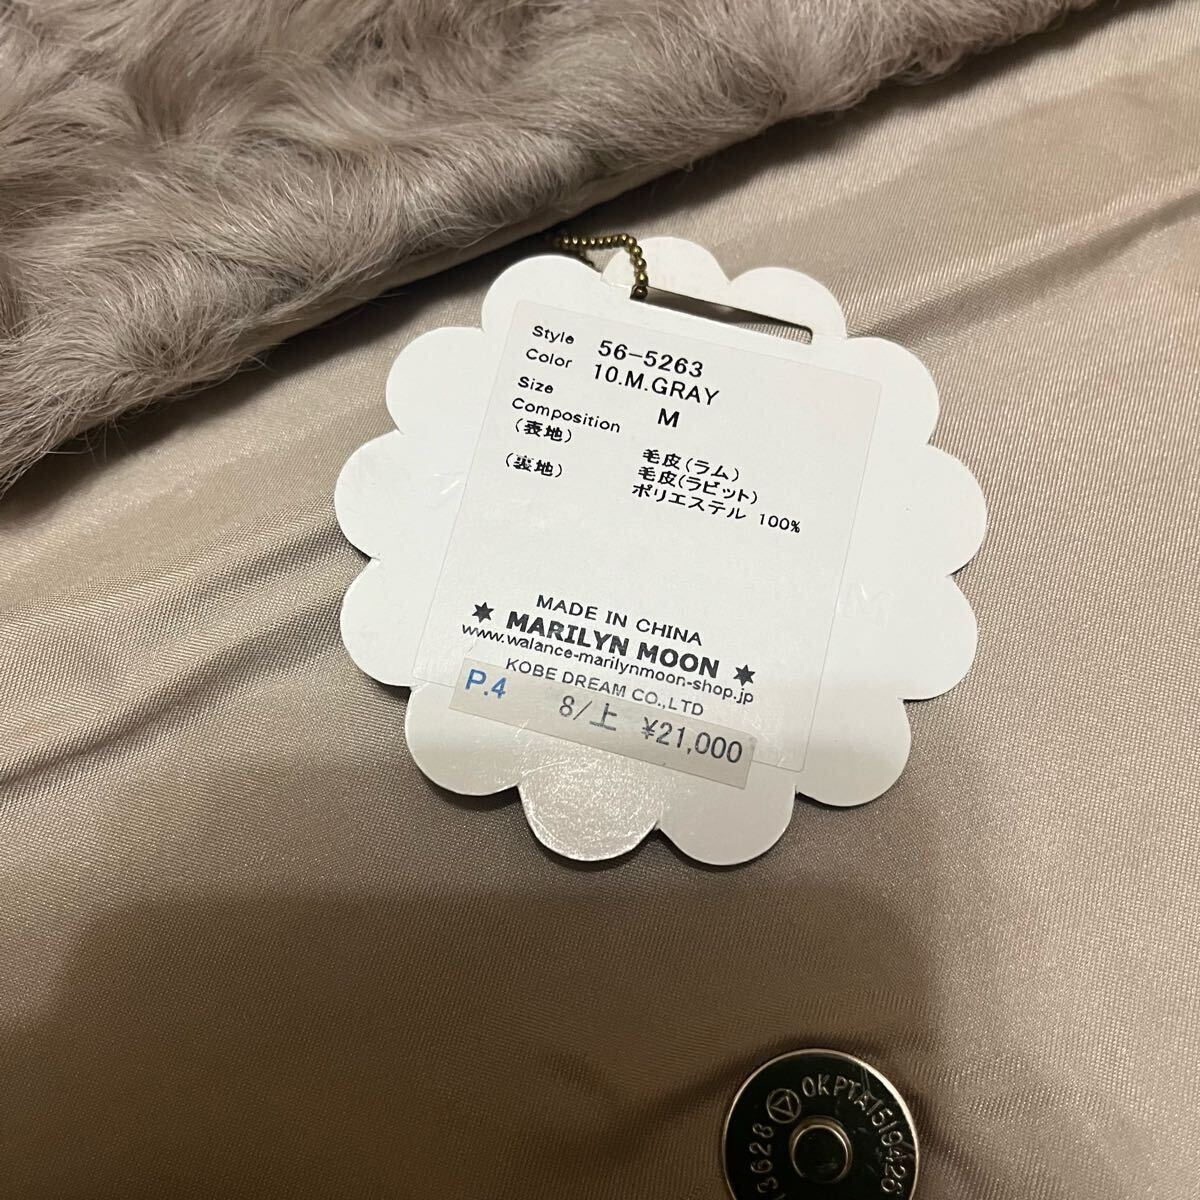 Style 56-5263
Color 10.M.GRAY
Size M
Composition
(表地) 毛皮(ラム)
毛皮(ラビット)
(裏地) ポリエステル 100%
MADE IN CHINA
✶ MARILYN MOON ✶
www.walance-marilynmoon-shop.jp
KOBE DREAM CO.,LTD
P.4 8/上 ¥21,000
OKPTA1519426
3628